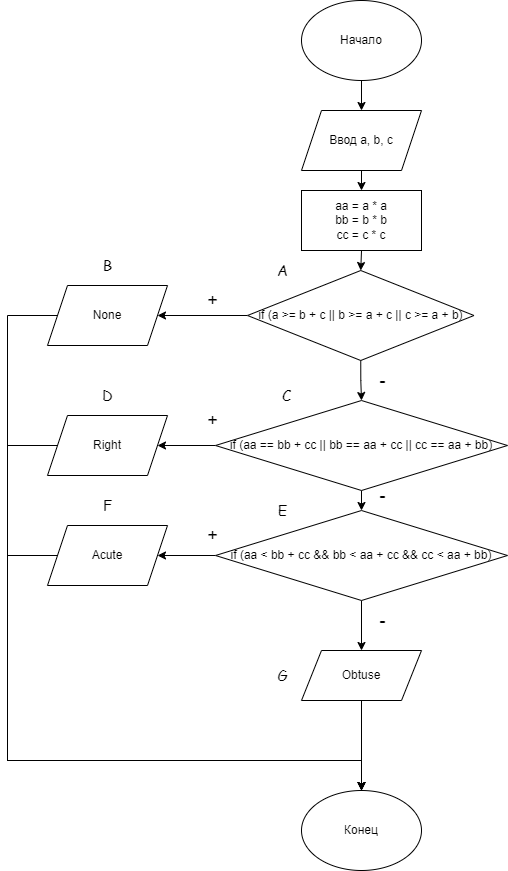 Начало
Ввод a, b, c
aa = a * a
bb = b * b
cc = c * c
B
A
None
+
if (a >= b + c || b >= a + c || c >= a + b)
-
D
C
Right
+
if (aa == bb + cc || bb == aa + cc || cc == aa + bb)
-
F
E
Acute
+
if (aa < bb + cc && bb < aa + cc && cc < aa + bb)
-
G
Obtuse
Конец